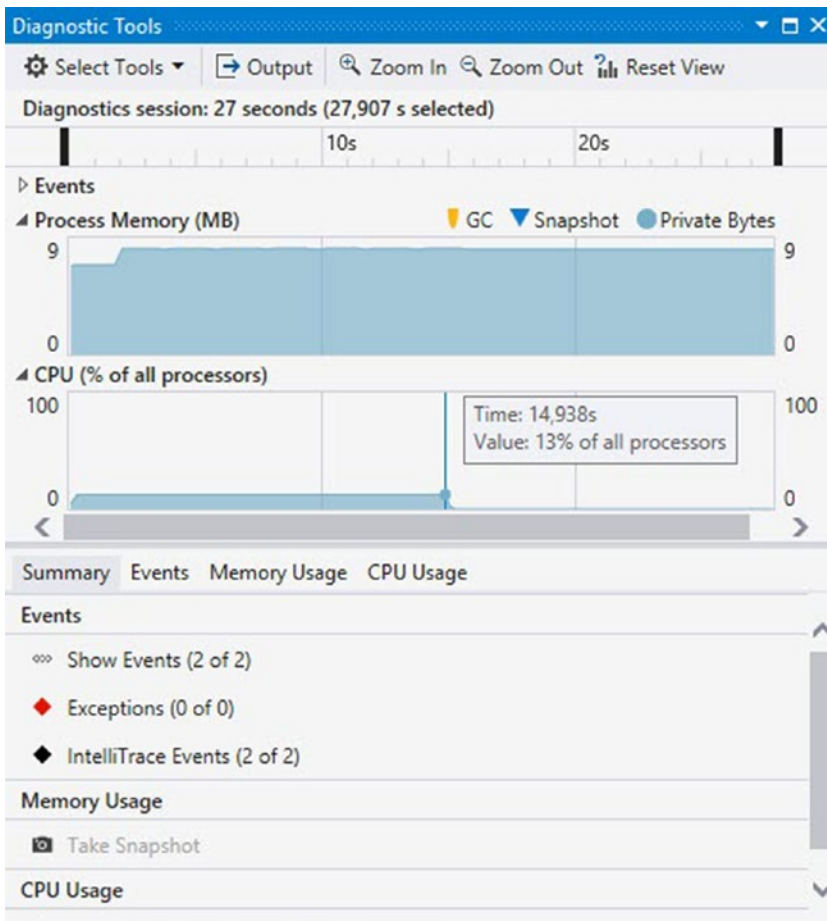 Diagnostic Tools
Select Tools Output Zoom In Zoom Out Reset View
Diagnostics session: 27 seconds (27,907 s selected)
10s 20s
Events
Process Memory (MB) GC Snapshot Private Bytes
9 9
0 0
CPU (% of all processors)
100 100
Time: 14,938s
Value: 13% of all processors
0 0
Summary Events Memory Usage CPU Usage
Events
Show Events (2 of 2)
Exceptions (0 of 0)
IntelliTrace Events (2 of 2)
Memory Usage
Take Snapshot
CPU Usage